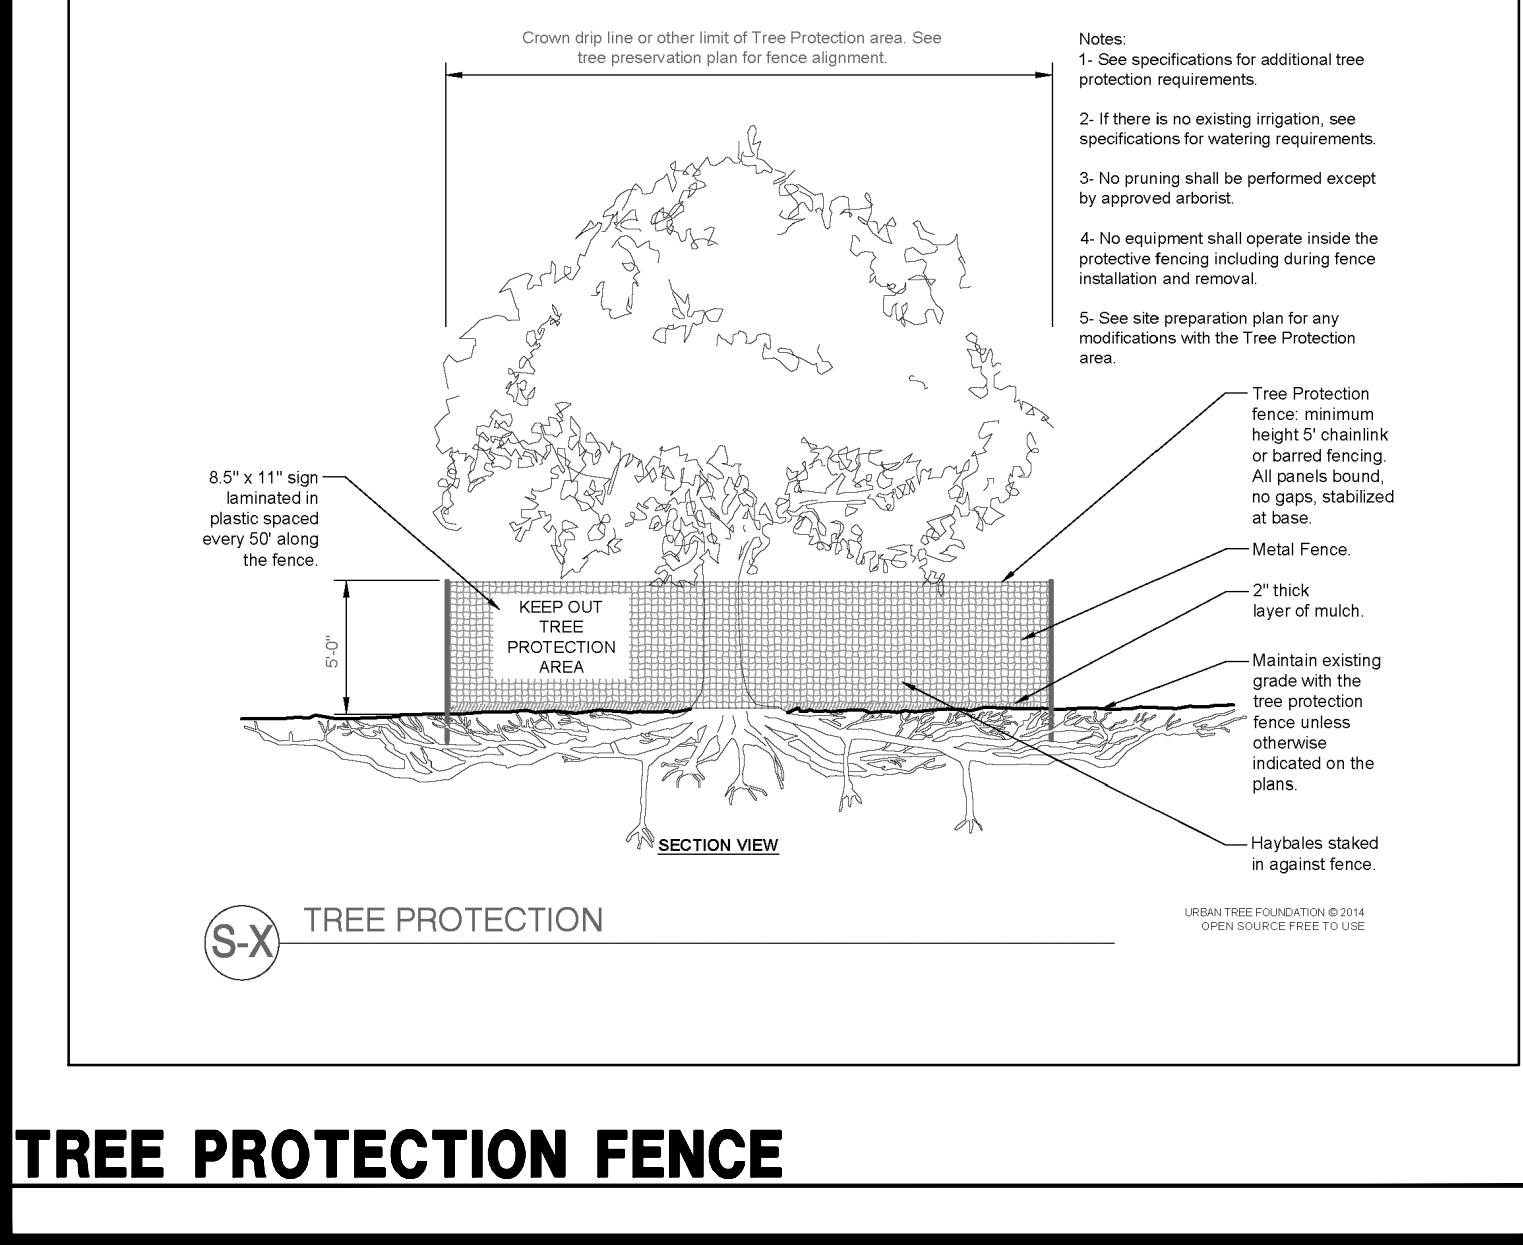 Crown drip line or other limit of Tree Protection area. See
tree preservation plan for fence alignment.
Notes:
1- See specifications for additional tree
protection requirements.
2- If there is no existing irrigation, see
specifications for watering requirements.
3- No pruning shall be performed except
by approved arborist.
4- No equipment shall operate inside the
protective fencing including during fence
installation and removal.
5- See site preparation plan for any
modifications with the Tree Protection
area.
Tree Protection
fence: minimum
height 5' chainlink
or barred fencing.
All panels bound,
no gaps, stabilized
at base.
8.5" x 11" sign
laminated in
plastic spaced
every 50' along
the fence.
Metal Fence.
2" thick
layer of mulch.
KEEP OUT
TREE
PROTECTION
AREA
5'-0"
Maintain existing
grade with the
tree protection
fence unless
otherwise
indicated on the
plans.
Haybales staked
in against fence.
SECTION VIEW
S-X
TREE PROTECTION
URBAN TREE FOUNDATION © 2014
OPEN SOURCE FREE TO USE
TREE PROTECTION FENCE